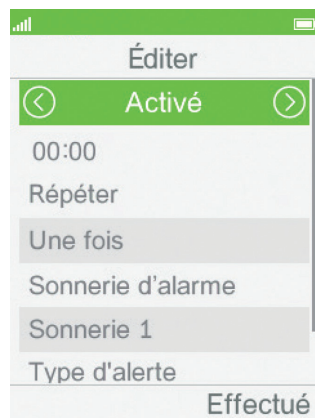 Éditer
Activé
00:00
Répéter
Une fois
Sonnerie d'alarme
Sonnerie 1
Type d'alerte
Effectué